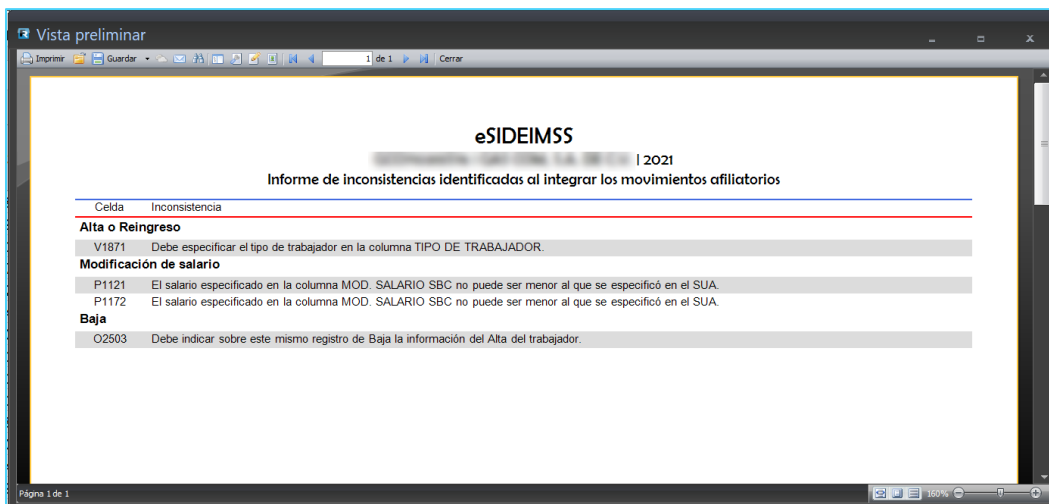 Vista preliminar
Imprimir Guardar 1 de 1 Cerrar
eSIDEIMSS
| 2021
Informe de inconsistencias identificadas al integrar los movimientos afiliatorios
Celda Inconsistencia
Alta o Reingreso
V1871 Debe especificar el tipo de trabajador en la columna TIPO DE TRABAJADOR.
Modificación de salario
P1121 El salario especificado en la columna MOD. SALARIO SBC no puede ser menor al que se especificó en el SUA.
P1172 El salario especificado en la columna MOD. SALARIO SBC no puede ser menor al que se especificó en el SUA.
Baja
O2503 Debe indicar sobre este mismo registro de Baja la información del Alta del trabajador.
Página 1 de 1 160%